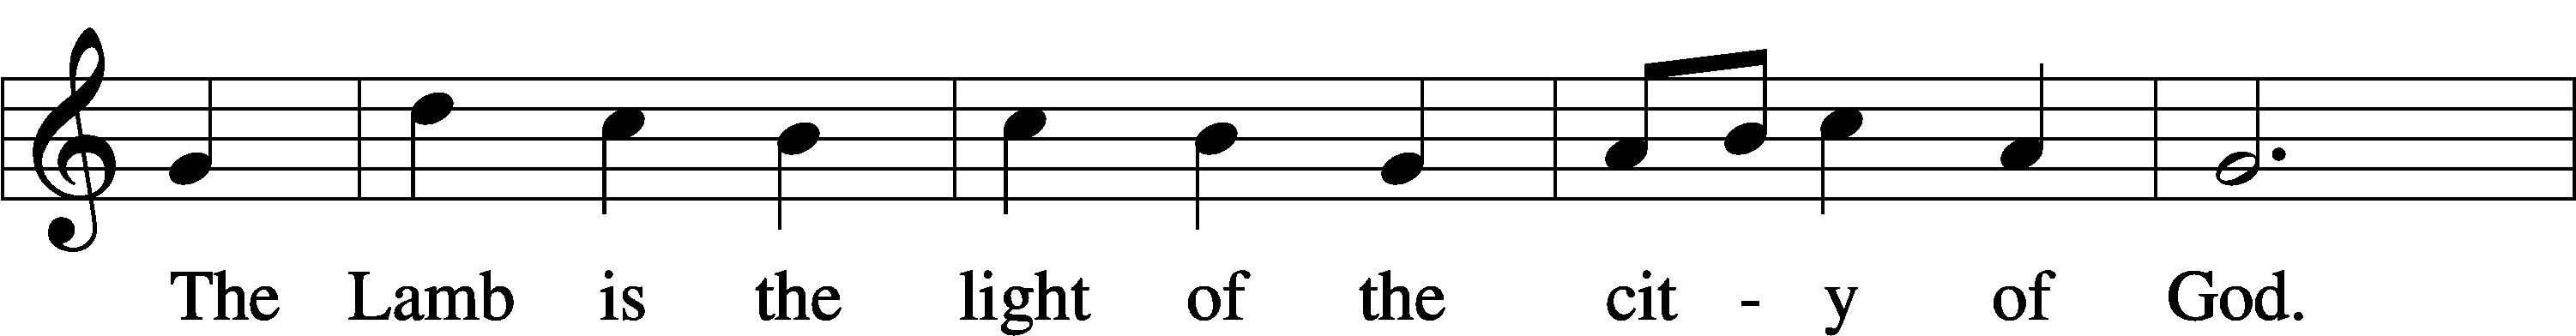 The Lamb is the light of the cit - y of God.